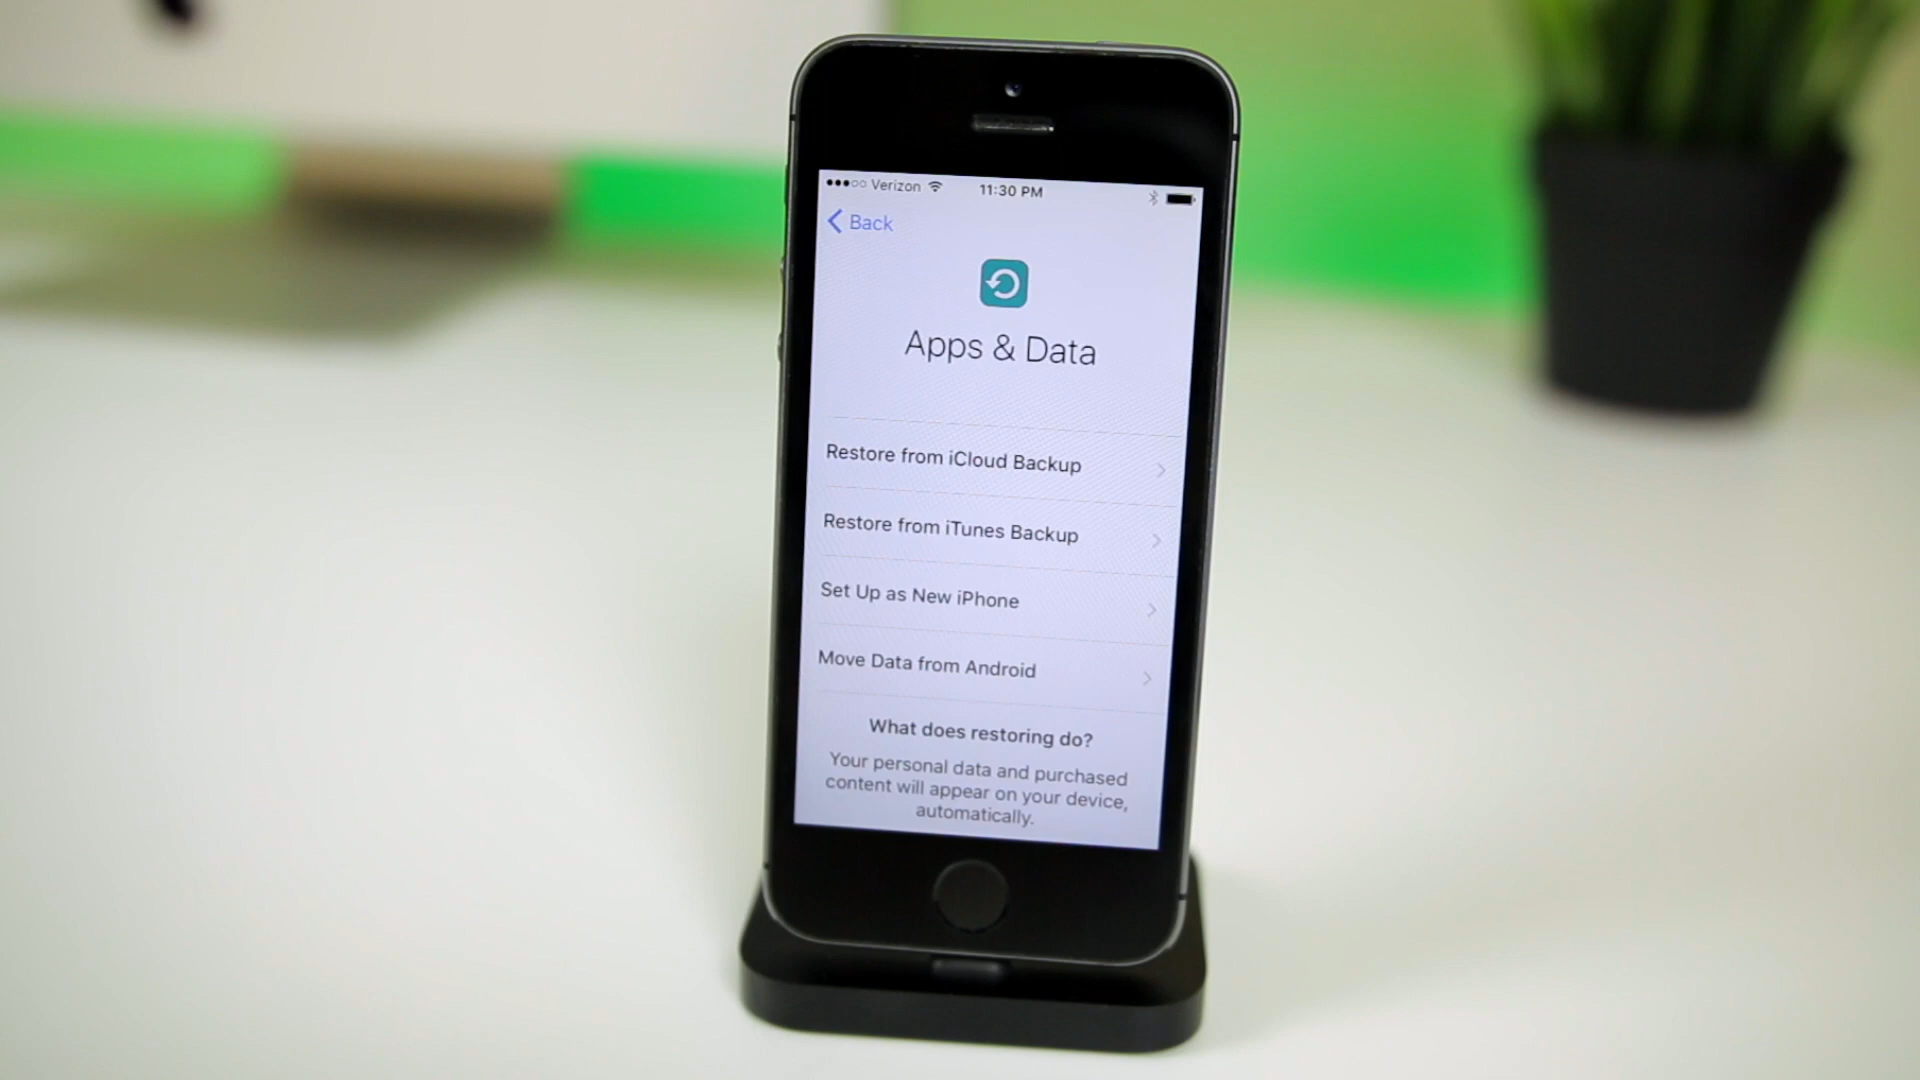 Verizon 11:30 PM
Back
Apps & Data
Restore from iCloud Backup
Restore from iTunes Backup
Set Up as New iPhone
Move Data from Android
What does restoring do?
Your personal data and purchased
content will appear on your device,
automatically.